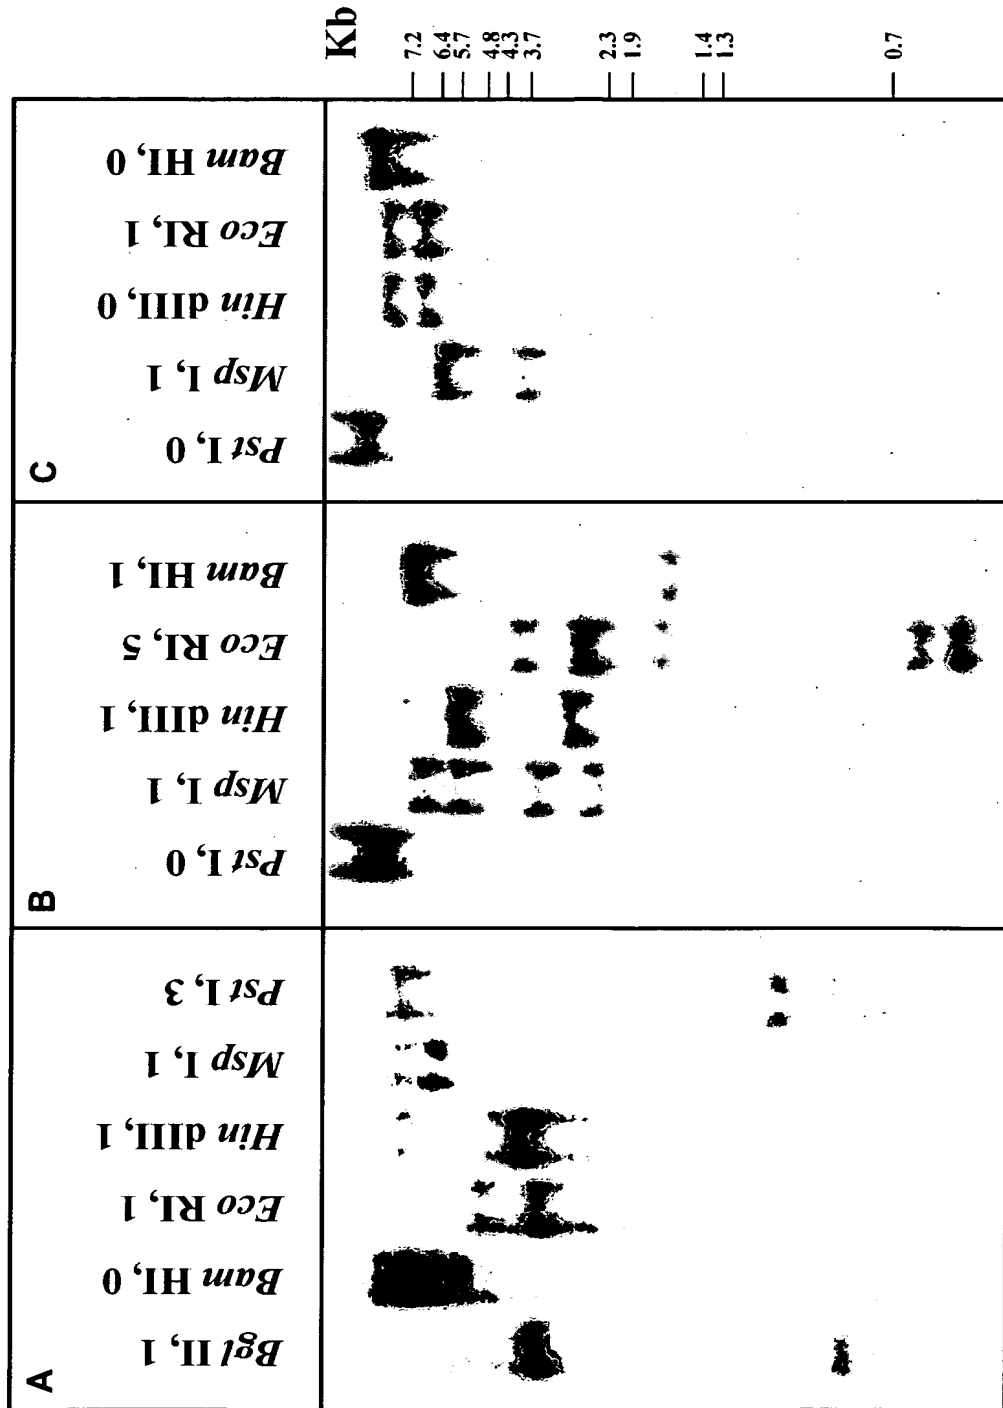 A
Bgl II, 1
Bam HI, 0
Eco RI, 1
Hin dIII, 1
Msp I, 1
Pst I, 3
B
Pst I, 0
Msp I, 1
Hin dIII, 1
Eco RI, 5
Bam HI, 1
C
Pst I, 0
Msp I, 1
Hin dIII, 0
Eco RI, 1
Bam HI, 0
Kb
7.2
6.4
5.7
4.8
4.3
3.7
2.3
1.9
1.4
1.3
0.7